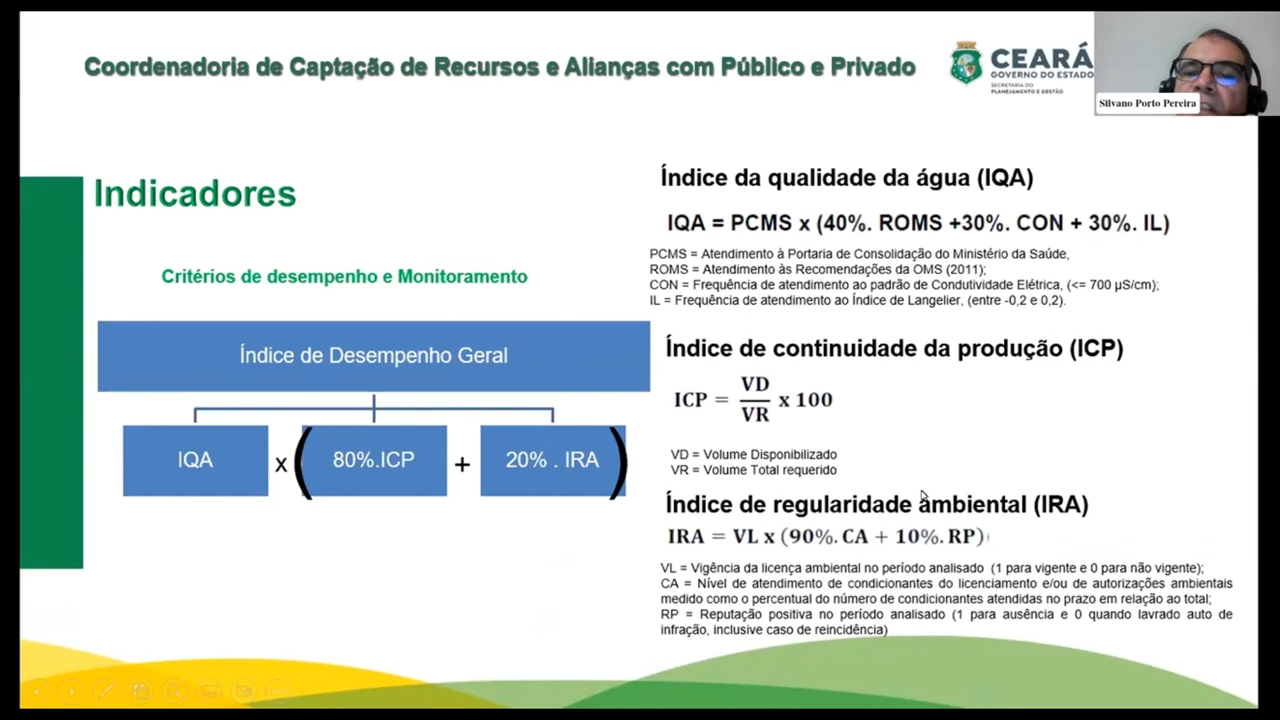 Coordenadoria de Captação de Recursos e Alianças com Público e Privado
CEARÁ
GOVERNO DO ESTADO
SECRETARIA DO
PLANEJAMENTO E GESTÃO
Silvano Porto Pereira
Indicadores
Critérios de desempenho e Monitoramento
Índice de Desempenho Geral
IQA x ( 80%.ICP + 20% . IRA )
Índice da qualidade da água (IQA)
IQA = PCMS x (40%. ROMS +30%. CON + 30%. IL)
PCMS = Atendimento à Portaria de Consolidação do Ministério da Saúde,
ROMS = Atendimento às Recomendações da OMS (2011);
CON = Frequência de atendimento ao padrão de Condutividade Elétrica, (<= 700 µS/cm);
IL = Frequência de atendimento ao Índice de Langelier, (entre -0,2 e 0,2).
Índice de continuidade da produção (ICP)
VD
ICP = x 100
VR
VD = Volume Disponibilizado
VR = Volume Total requerido
Índice de regularidade ambiental (IRA)
IRA = VL x (90%. CA + 10%. RP)
VL = Vigência da licença ambiental no período analisado (1 para vigente e 0 para não vigente);
CA = Nível de atendimento de condicionantes do licenciamento e/ou de autorizações ambientais
medido como o percentual do número de condicionantes atendidas no prazo em relação ao total;
RP = Reputação positiva no período analisado (1 para ausência e 0 quando lavrado auto de
infração, inclusive caso de reincidência)